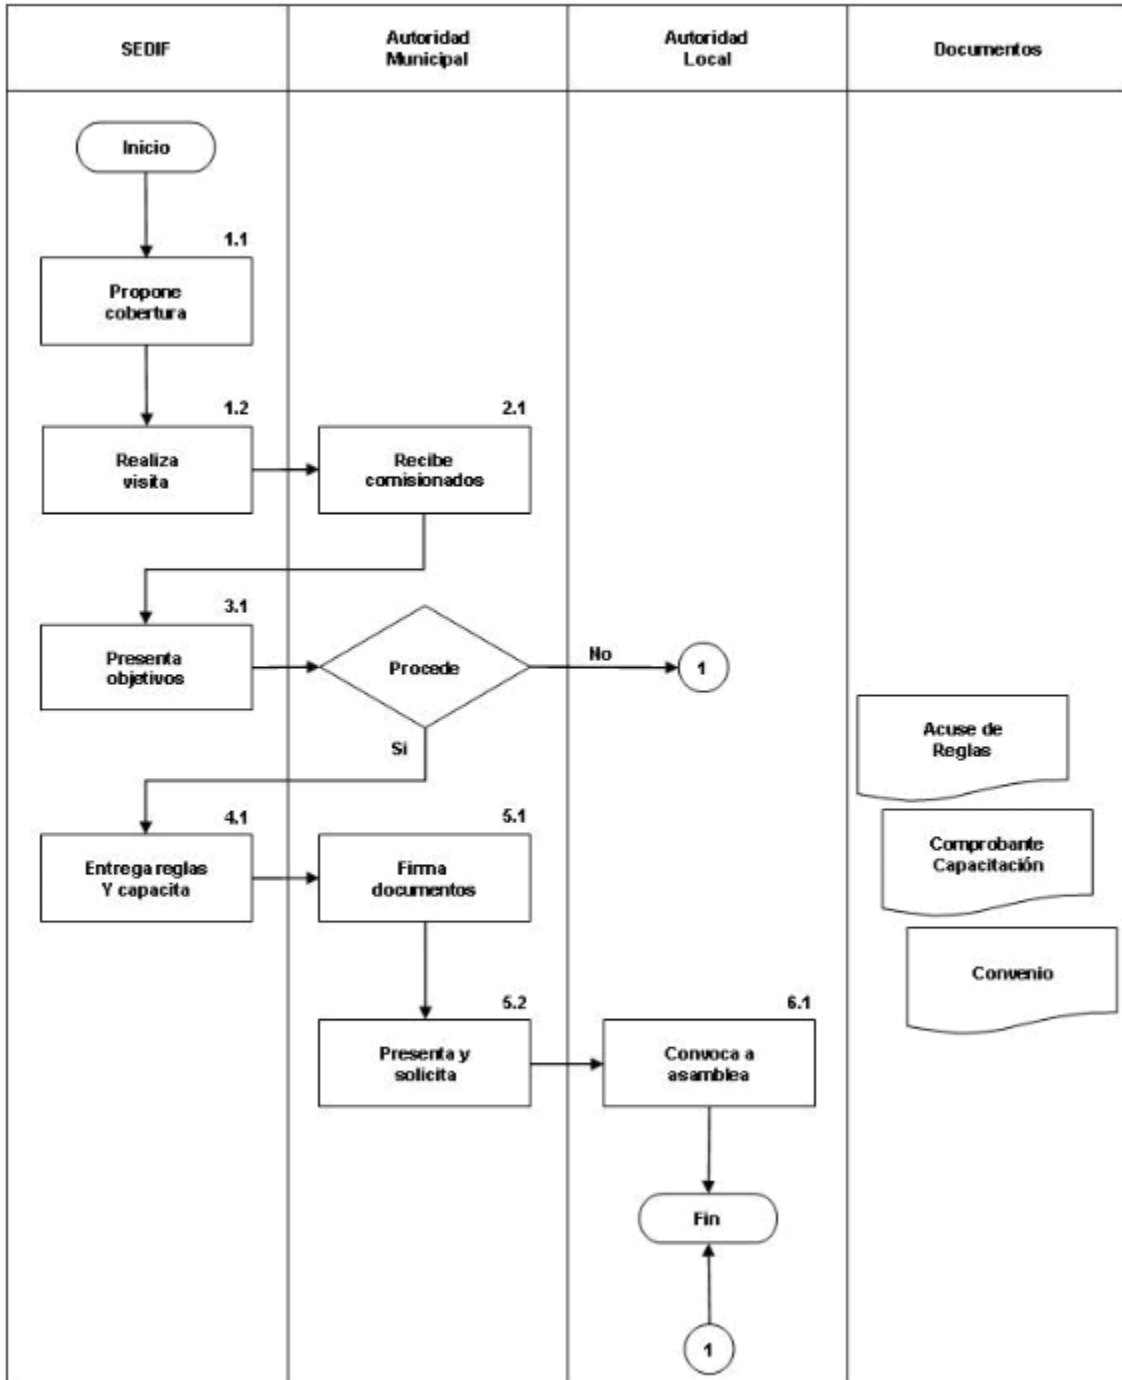 SEDIF
Autoridad
Municipal
Autoridad
Local
Documentos
Inicio
1.1
Propone
cobertura
1.2
Realiza
visita
2.1
Recibe
comisionados
3.1
Presenta
objetivos
Procede
No
1
Si
Acuse de
Reglas
4.1
Entrega reglas
Y capacita
5.1
Firma
documentos
Comprobante
Capacitación
Convenio
5.2
Presenta y
solicita
6.1
Convoca a
asamblea
Fin
1